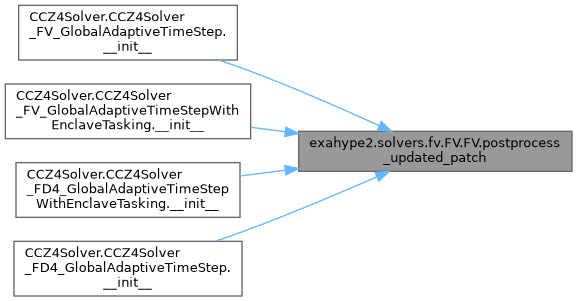 CCZ4Solver.CCZ4Solver
_FV_GlobalAdaptiveTimeStep.
__init__
CCZ4Solver.CCZ4Solver
_FV_GlobalAdaptiveTimeStepWith
EnclaveTasking.__init__
exahype2.solvers.fv.FV.FV.postprocess
_updated_patch
CCZ4Solver.CCZ4Solver
_FD4_GlobalAdaptiveTimeStep
WithEnclaveTasking.__init__
CCZ4Solver.CCZ4Solver
_FD4_GlobalAdaptiveTimeStep.
__init__